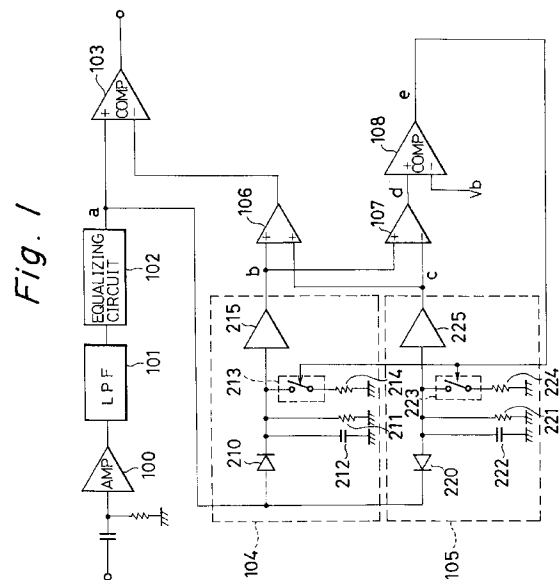 Fig. 1
103
COMP
+
−
a
102
EQUALIZING
CIRCUIT
101
LPF
100
AMP
106
+
+
b
107
+
−
c
d
108
COMP
+
−
Vb
e
104
215
213
214
211
212
210
105
225
223
224
221
222
220